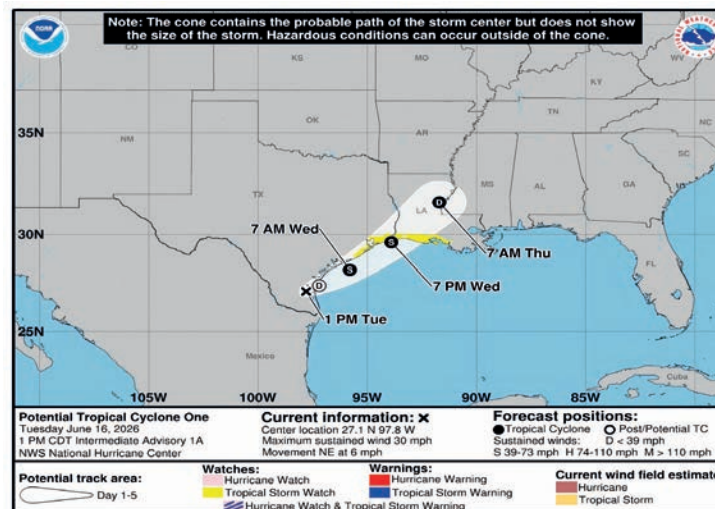 Note: The cone contains the probable path of the storm center but does not show
the size of the storm. Hazardous conditions can occur outside of the cone.
NOAA
CO
KS
MO
WV
VA
KY
35N
NM
OK
AR
TN
NC
SC
TX
MS
AL
GA
LA
D
7 AM Wed
30N
7 AM Thu
S
S
7 PM Wed
FL
D
1 PM Tue
25N
Mexico
Cuba
105W
100W
95W
90W
85W
Potential Tropical Cyclone One
Tuesday June 16, 2026
1 PM CDT Intermediate Advisory 1A
NWS National Hurricane Center
Current information: ×
Center location 27.1 N 97.8 W
Maximum sustained wind 30 mph
Movement NE at 6 mph
Forecast positions:
Tropical Cyclone Post/Potential TC
Sustained winds: D < 39 mph
S 39-73 mph H 74-110 mph M > 110 mph
Potential track area:
Day 1-5
Watches:
Hurricane Watch
Tropical Storm Watch
Warnings:
Hurricane Warning
Tropical Storm Warning
Hurricane Watch & Tropical Storm Warning
Current wind field estimate
Hurricane
Tropical Storm